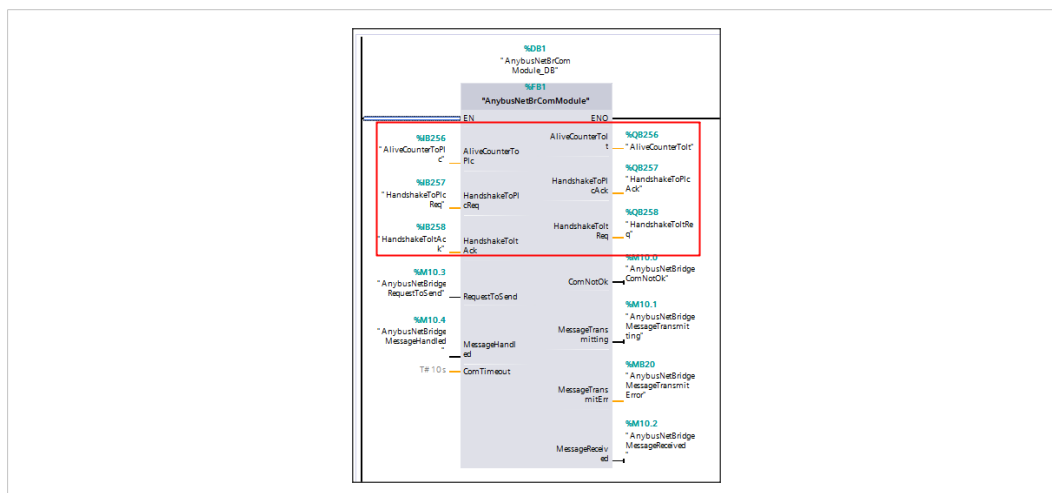 %DB1
"AnybusNetBrCom
Module_DB"
%FB1
"AnybusNetBrComModule"
EN
ENO
%IB256
"AliveCounterToPl
c"
AliveCounterTo
Plc
AliveCounterToI
t
%QB256
"AliveCounterToIt"
%IB257
"HandshakeToPlc
Req"
HandshakeToPl
cReq
HandshakeToPl
cAck
%QB257
"HandshakeToPlc
Ack"
%IB258
"HandshakeToItAc
k"
HandshakeToIt
Ack
HandshakeToIt
Req
%QB258
"HandshakeToItRe
q"
%M10.3
"AnybusNetBridge
RequestToSend"
RequestToSend
ComNotOk
%M10.0
"AnybusNetBridge
ComNotOk"
%M10.4
"AnybusNetBridge
MessageHandled
"
MessageHandl
ed
MessageTrans
mitting
%M10.1
"AnybusNetBridge
MessageTransmit
ting"
T#10s
ComTimeout
MessageTrans
mitErr
%MB20
"AnybusNetBridge
MessageTransmit
Error"
MessageReceiv
ed
%M10.2
"AnybusNetBridge
MessageReceived
"